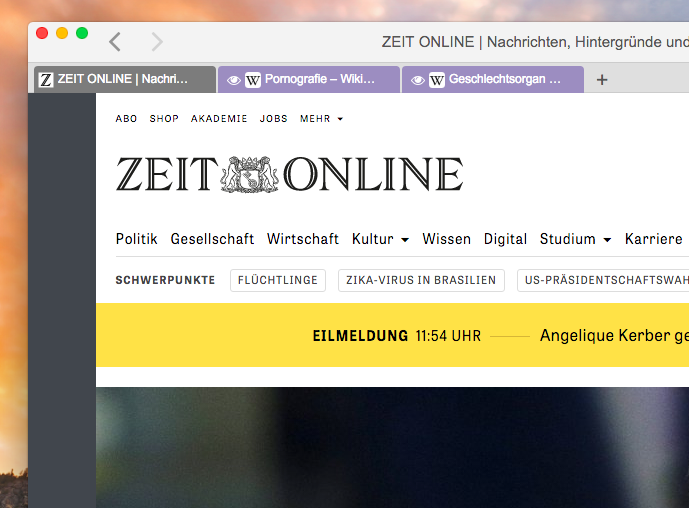 ZEIT ONLINE | Nachrichten, Hintergründe und
ZEIT ONLINE | Nachri… Pornografie – Wiki… Geschlechtsorgan …
ABO SHOP AKADEMIE JOBS MEHR
ZEIT ONLINE
Politik Gesellschaft Wirtschaft Kultur Wissen Digital Studium Karriere
SCHWERPUNKTE FLÜCHTLINGE ZIKA-VIRUS IN BRASILIEN US-PRÄSIDENTSCHAFTSWAH
EILMELDUNG 11:54 UHR Angelique Kerber ge